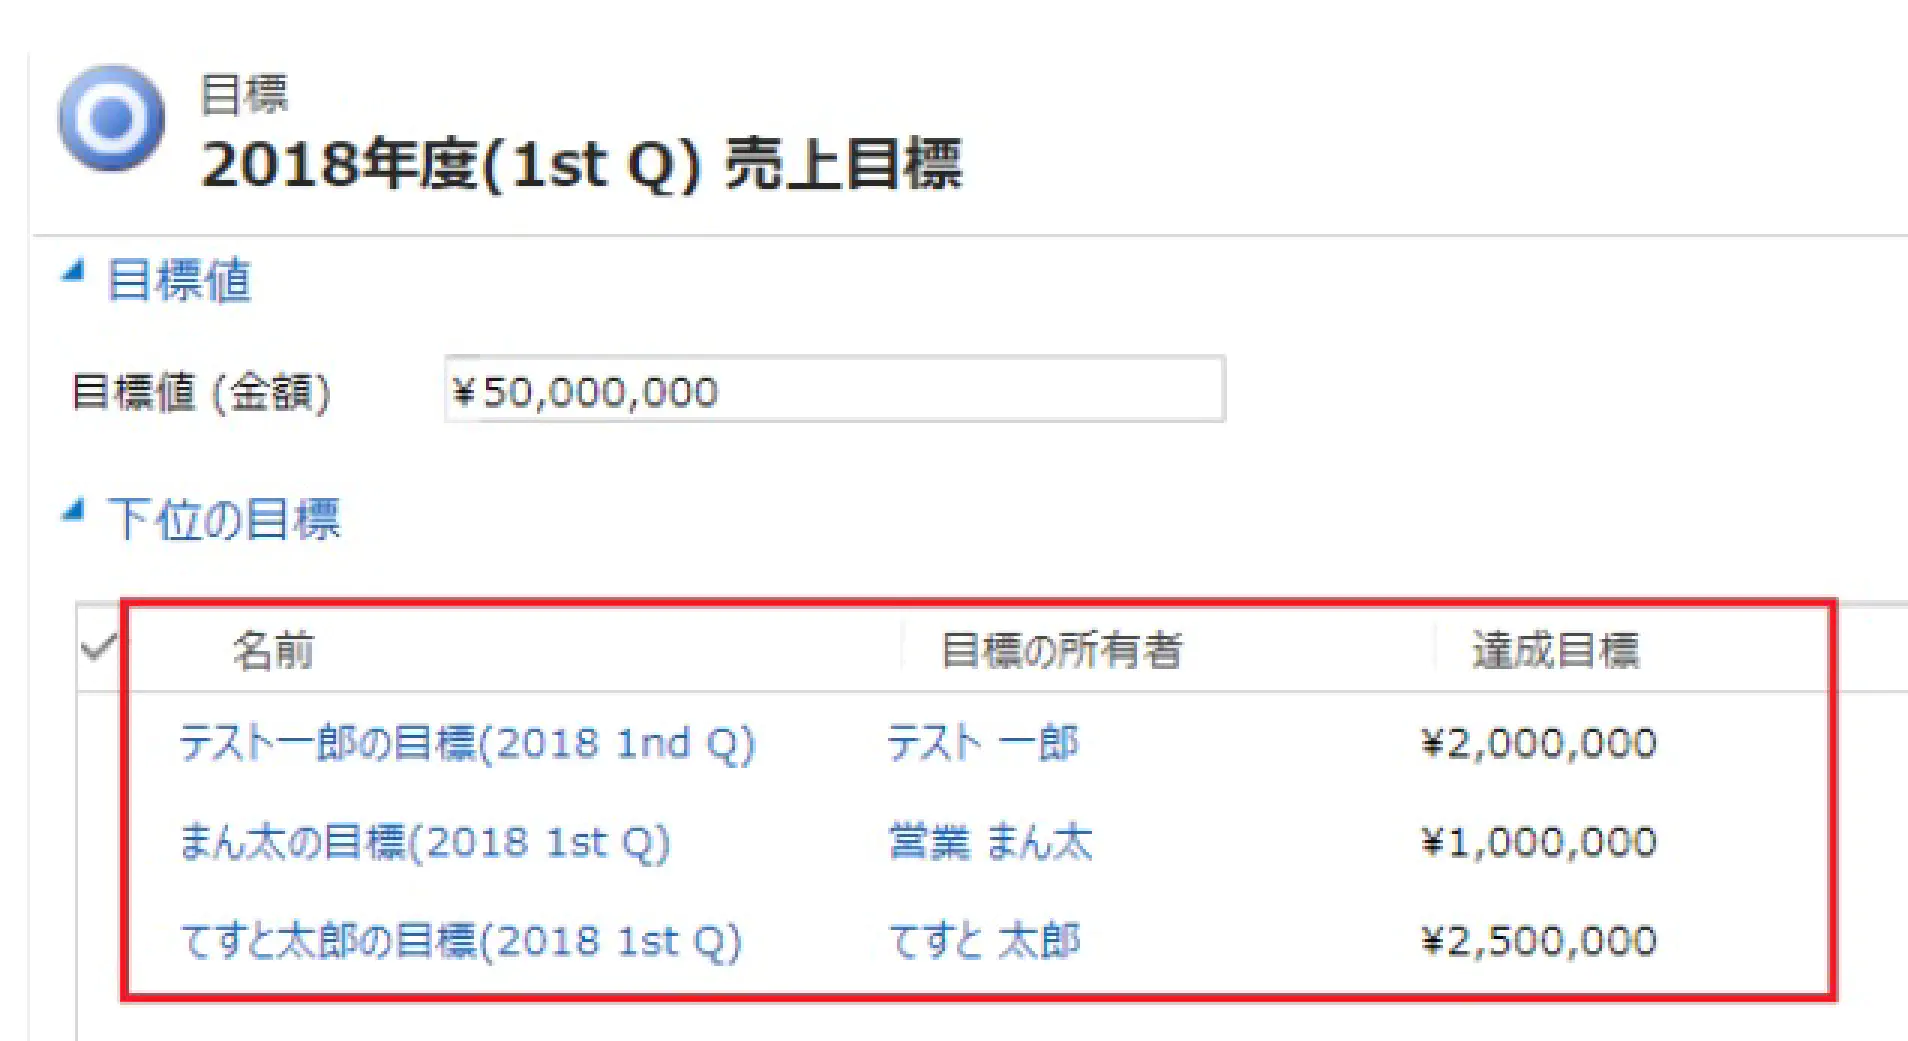 目標
2018年度(1st Q) 売上目標
目標値
目標値 (金額) ¥50,000,000
下位の目標
名前 目標の所有者 達成目標
テスト一郎の目標(2018 1nd Q) テスト 一郎 ¥2,000,000
まん太の目標(2018 1st Q) 営業 まん太 ¥1,000,000
てすと太郎の目標(2018 1st Q) てすと 太郎 ¥2,500,000